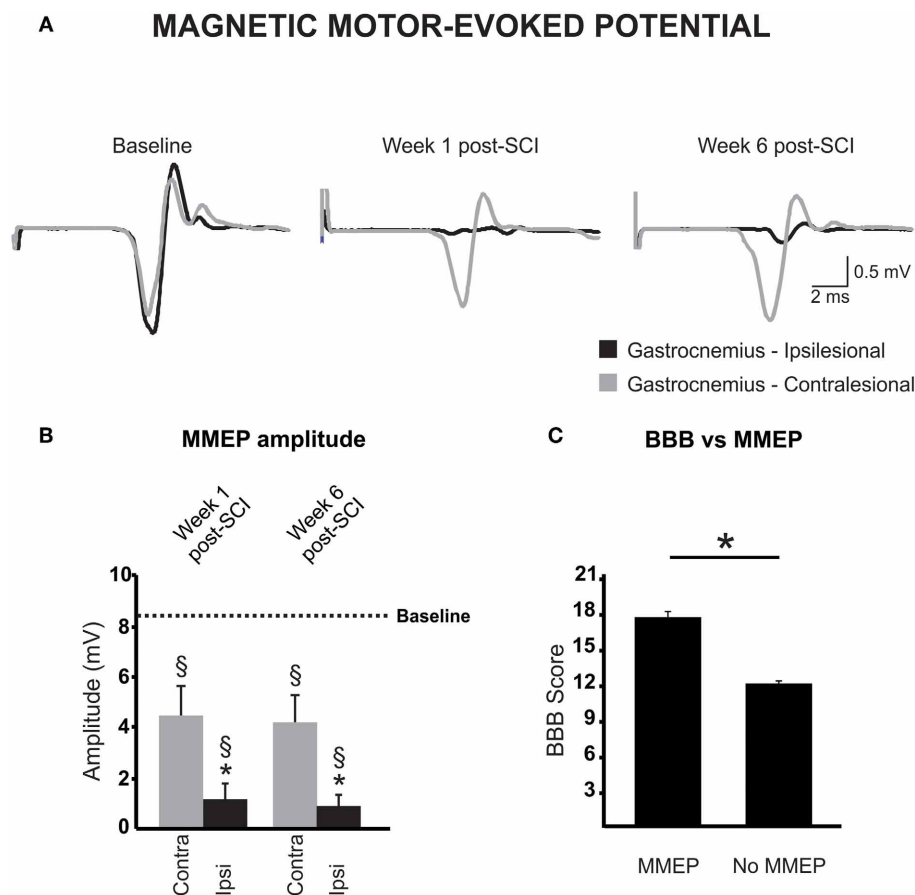 A
MAGNETIC MOTOR-EVOKED POTENTIAL
Baseline
Week 1 post-SCI
Week 6 post-SCI
0.5 mV
2 ms
Gastrocnemius - Ipsilesional
Gastrocnemius - Contralesional
B
MMEP amplitude
Week 1
post-SCI
Week 6
post-SCI
Amplitude (mV)
10
8
6
4
2
0
Baseline
§
§
*
§
§
*
Contra
Ipsi
Contra
Ipsi
C
BBB vs MMEP
*
BBB Score
21
18
15
12
9
6
3
MMEP
No MMEP